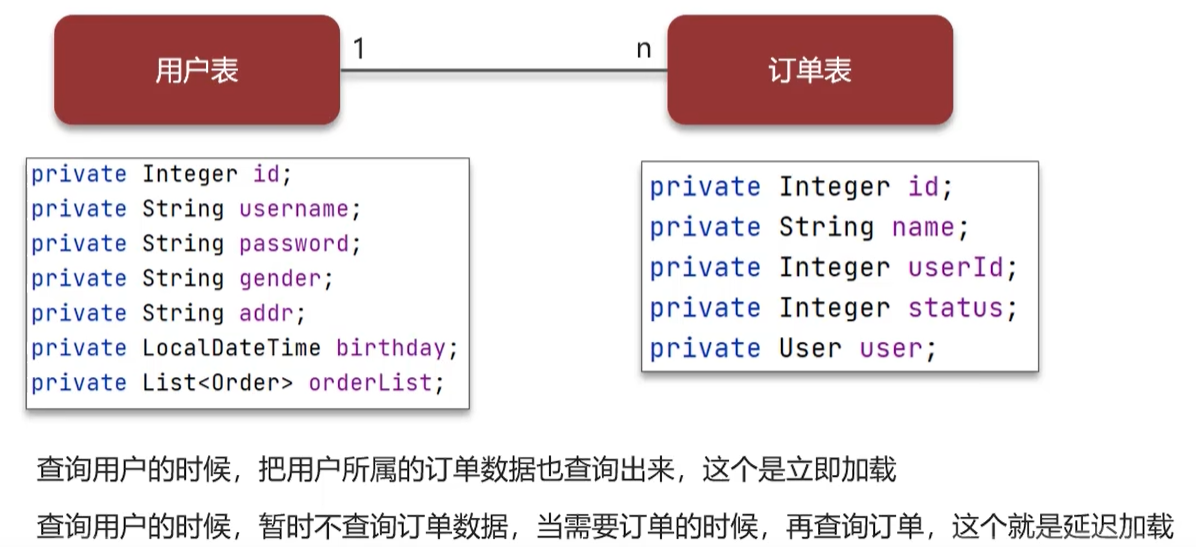 用户表
1
n
订单表
private Integer id;
private String username;
private String password;
private String gender;
private String addr;
private LocalDateTime birthday;
private List<Order> orderList;
private Integer id;
private String name;
private Integer userId;
private Integer status;
private User user;
查询用户的时候，把用户所属的订单数据也查询出来，这个是立即加载
查询用户的时候，暂时不查询订单数据，当需要订单的时候，再查询订单，这个就是延迟加载